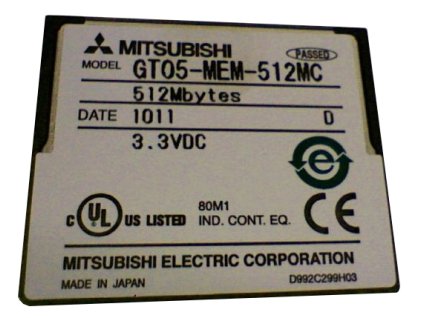 MITSUBISHI
PASSED
MODEL GT05-MEM-512MC
512Mbytes
DATE 1011 D
3.3VDC
e
C UL US LISTED 80M1 IND. CONT. EQ. CE
MITSUBISHI ELECTRIC CORPORATION
MADE IN JAPAN D992C299H03